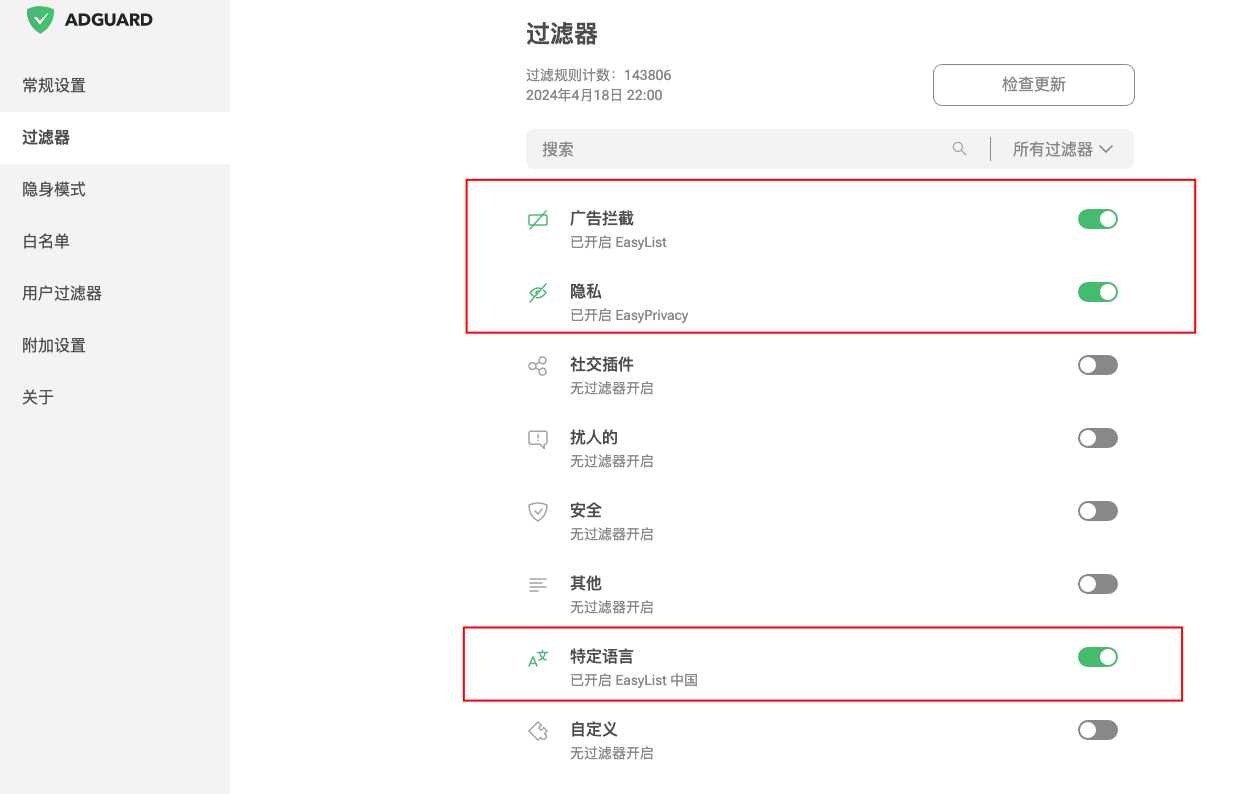 ADGUARD
常规设置
过滤器
隐身模式
白名单
用户过滤器
附加设置
关于
过滤器
过滤规则计数：143806
2024年4月18日 22:00
检查更新
搜索
所有过滤器
广告拦截
已开启 EasyList
隐私
已开启 EasyPrivacy
社交插件
无过滤器开启
扰人的
无过滤器开启
安全
无过滤器开启
其他
无过滤器开启
特定语言
已开启 EasyList 中国
自定义
无过滤器开启